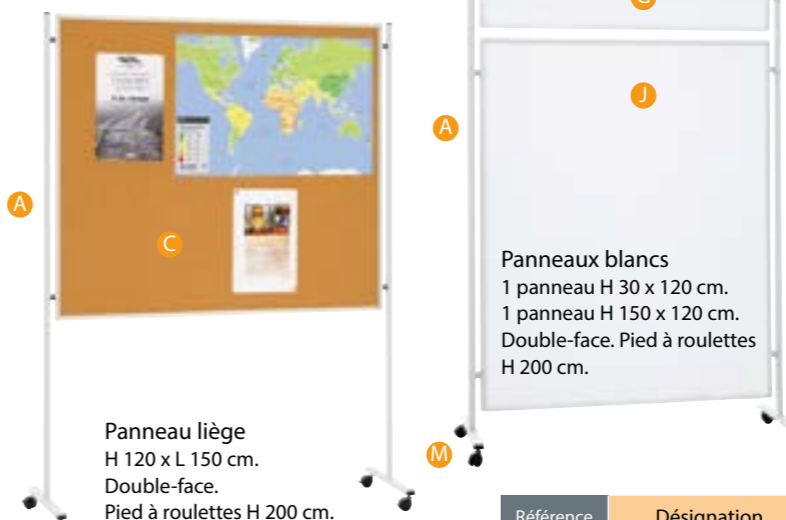 A
C
Panneau liège
H 120 x L 150 cm.
Double-face.
Pied à roulettes H 200 cm.
A
J
Panneaux blancs
1 panneau H 30 x 120 cm.
1 panneau H 150 x 120 cm.
Double-face. Pied à roulettes
H 200 cm.
M
Référence Désignation